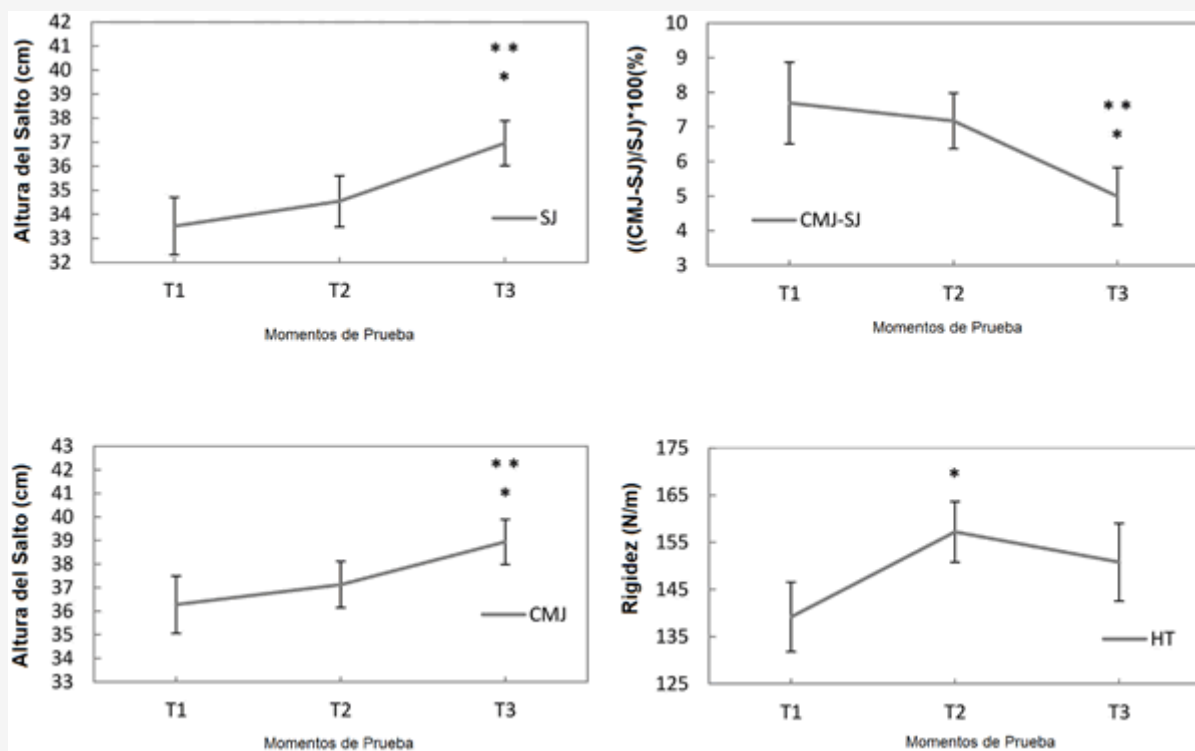 Altura del Salto (cm)
42
41
40
39
38
37
36
35
34
33
32
* *
*
SJ
T1 T2 T3
Momentos de Prueba
((CMJ-SJ)/SJ)*100(%)
10
9
8
7
6
5
4
3
* *
*
CMJ-SJ
T1 T2 T3
Momentos de Prueba
Altura del Salto (cm)
43
42
41
40
39
38
37
36
35
34
33
* *
*
CMJ
T1 T2 T3
Momentos de Prueba
Rigidez (N/m)
175
165
155
145
135
125
*
HT
T1 T2 T3
Momentos de Prueba